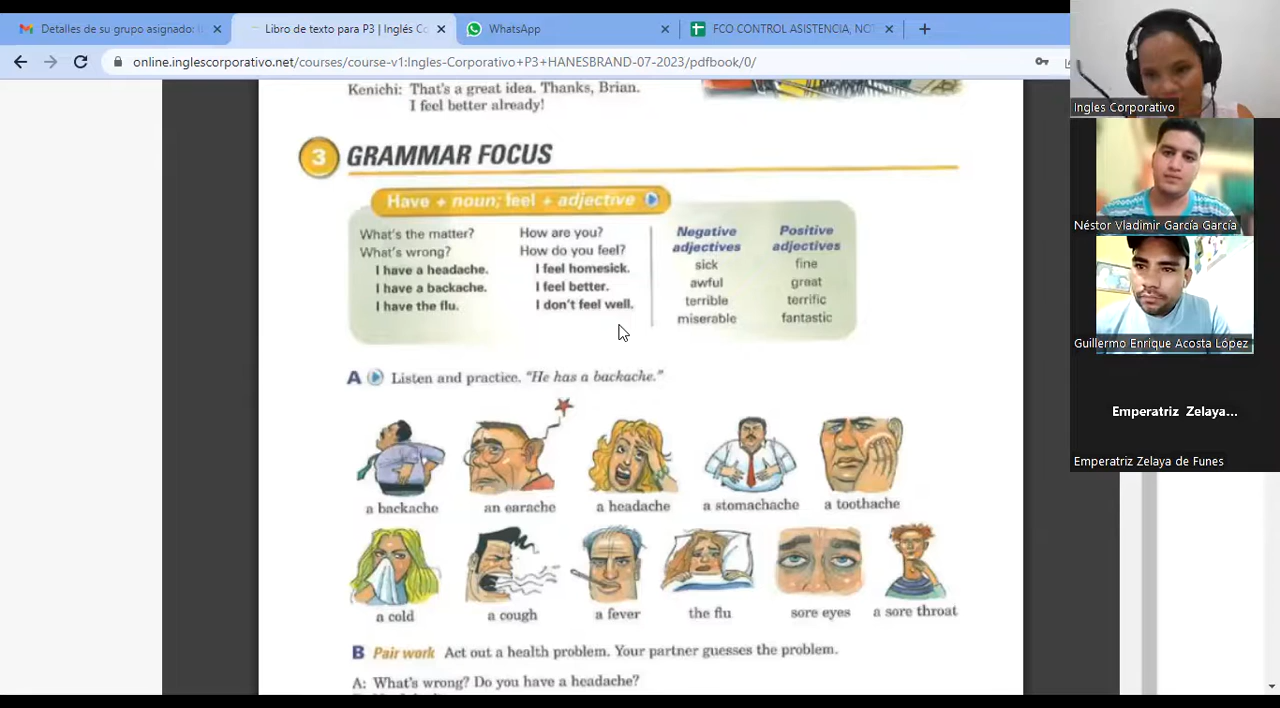 Detalles de su grupo asignado: I
Libro de texto para P3 | Inglés Co
WhatsApp
FCO CONTROL ASISTENCIA, NOT
online.inglescorporativo.net/courses/course-v1:Ingles-Corporativo+P3+HANESBRAND-07-2023/pdfbook/0/
Kenichi: That's a great idea. Thanks, Brian.
I feel better already!
3 GRAMMAR FOCUS
Have + noun; feel + adjective
What's the matter?
What's wrong?
I have a headache.
I have a backache.
I have the flu.
How are you?
How do you feel?
I feel homesick.
I feel better.
I don't feel well.
Negative
adjectives
sick
awful
terrible
miserable
Positive
adjectives
fine
great
terrific
fantastic
A Listen and practice. "He has a backache."
a backache an earache a headache a stomachache a toothache
a cold a cough a fever the flu sore eyes a sore throat
B Pair work Act out a health problem. Your partner guesses the problem.
A: What's wrong? Do you have a headache?
Ingles Corporativo
Néstor Vladimir García García
Guillermo Enrique Acosta López
Emperatriz Zelaya...
Emperatriz Zelaya de Funes